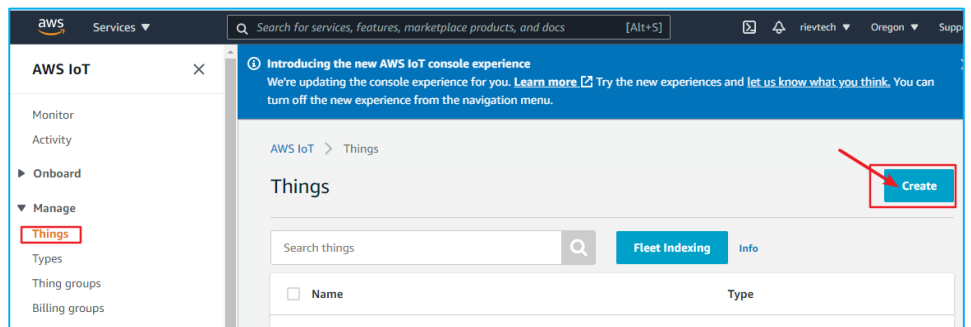 aws Services ▼ Search for services, features, marketplace products, and docs [Alt+S] rievtech ▼ Oregon ▼ Supp
AWS IoT
Monitor
Activity
Onboard
Manage
Things
Types
Thing groups
Billing groups
Introducing the new AWS IoT console experience
We're updating the console experience for you. Learn more Try the new experiences and let us know what you think. You can
turn off the new experience from the navigation menu.
AWS IoT > Things
Things
Create
Search things
Fleet Indexing
Info
Name Type